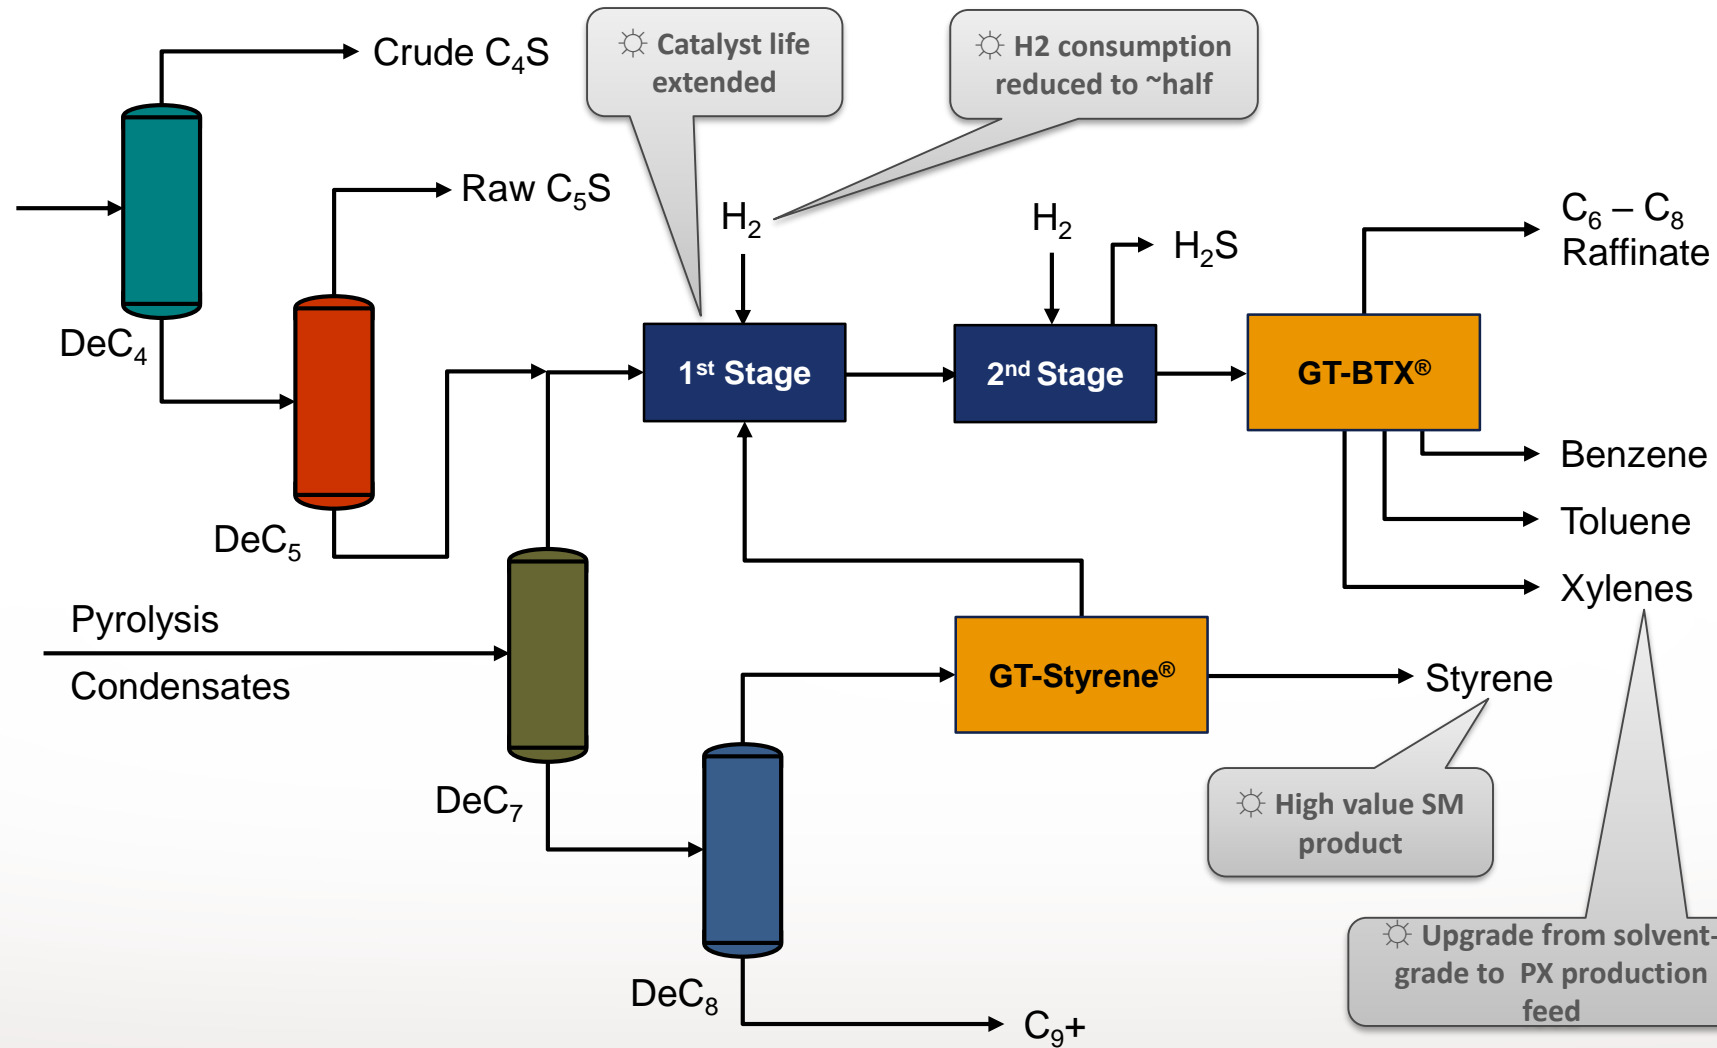 ☼ Catalyst life
extended
☼ H2 consumption
reduced to ~half
Crude C₄S
Raw C₅S
H₂
H₂
H₂S
C₆ – C₈
Raffinate
DeC₄
1st Stage
2nd Stage
GT-BTX®
Benzene
DeC₅
Toluene
Xylenes
Pyrolysis
Condensates
GT-Styrene®
Styrene
DeC₇
☼ High value SM
product
☼ Upgrade from solvent-
grade to PX production
feed
DeC₈
C₉+